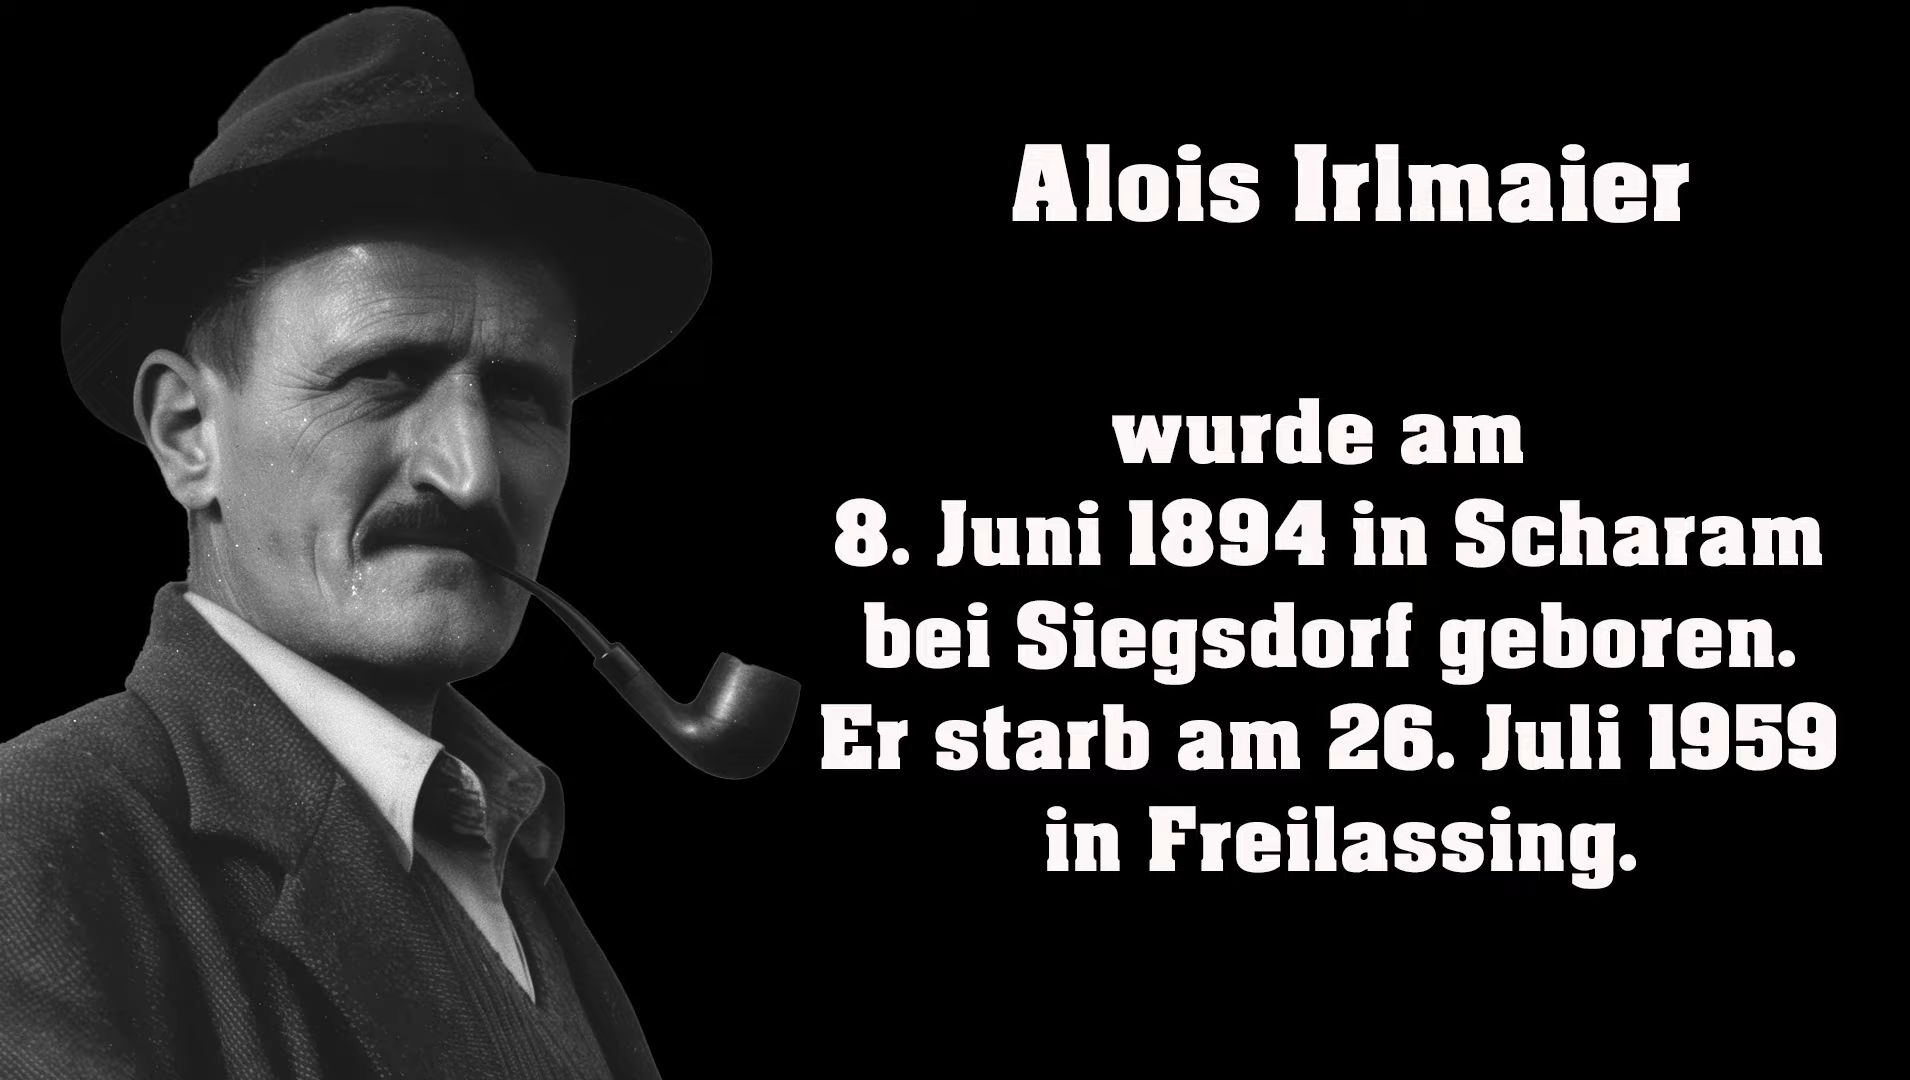 Alois Irlmaier
wurde am
8. Juni 1894 in Scharam
bei Siegsdorf geboren.
Er starb am 26. Juli 1959
in Freilassing.